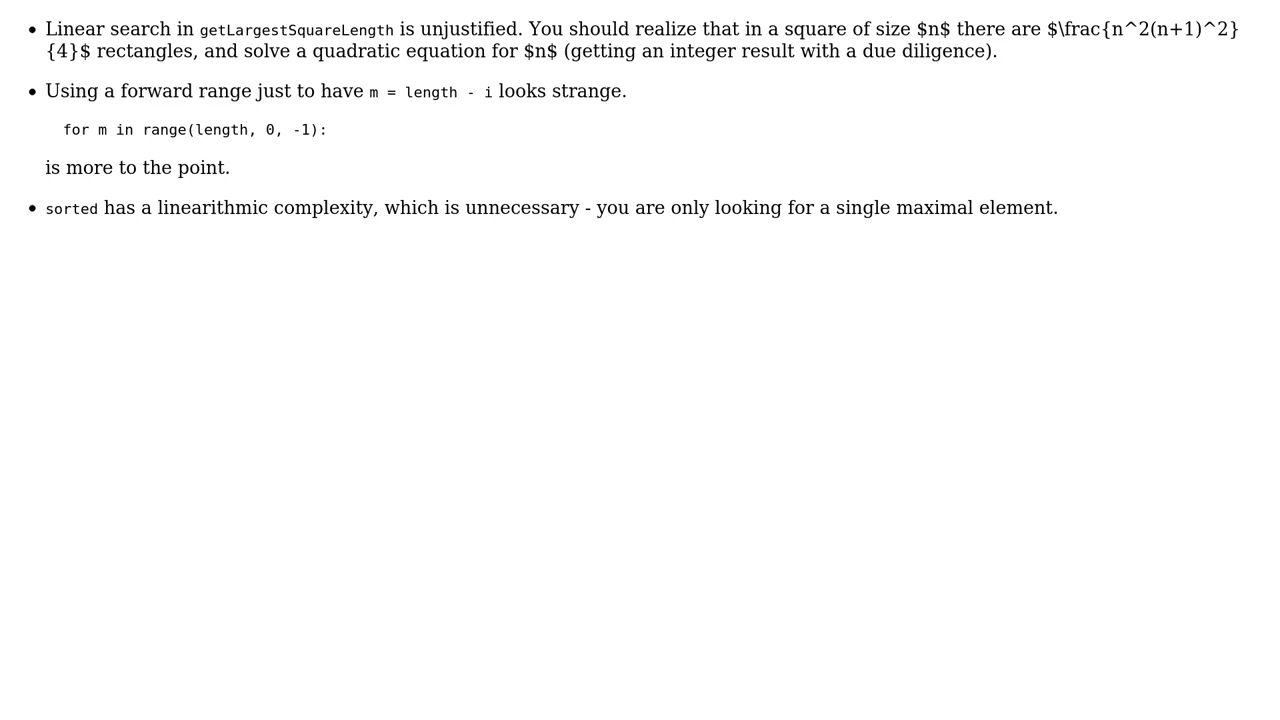 • Linear search in getLargestSquareLength is unjustified. You should realize that in a square of size $n$ there are $\frac{n^2(n+1)^2}
{4}$ rectangles, and solve a quadratic equation for $n$ (getting an integer result with a due diligence).
• Using a forward range just to have m = length - i looks strange.
for m in range(length, 0, -1):
is more to the point.
• sorted has a linearithmic complexity, which is unnecessary - you are only looking for a single maximal element.